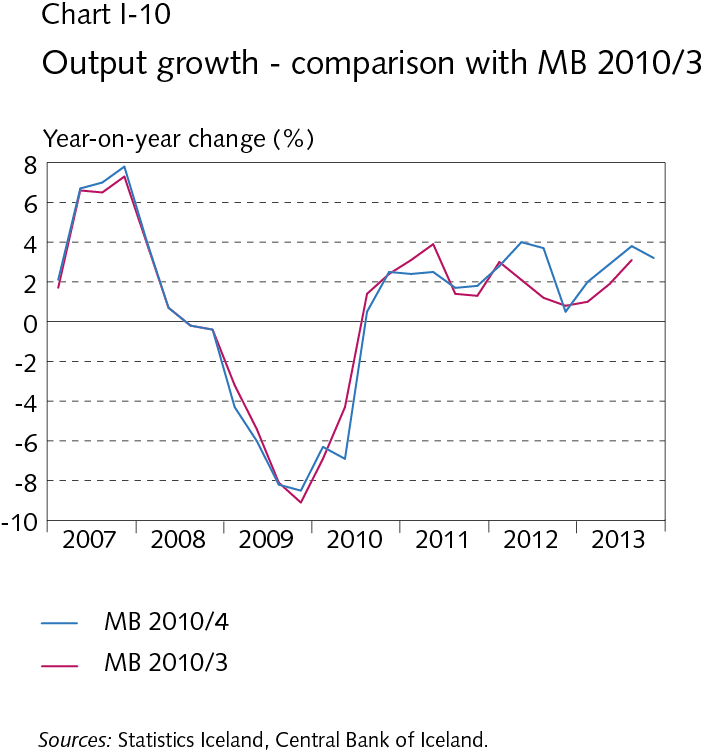 Chart I-10
Output growth - comparison with MB 2010/3
Year-on-year change (%)
8
6
4
2
0
-2
-4
-6
-8
-10
2007 2008 2009 2010 2011 2012 2013
MB 2010/4
MB 2010/3
Sources: Statistics Iceland, Central Bank of Iceland.